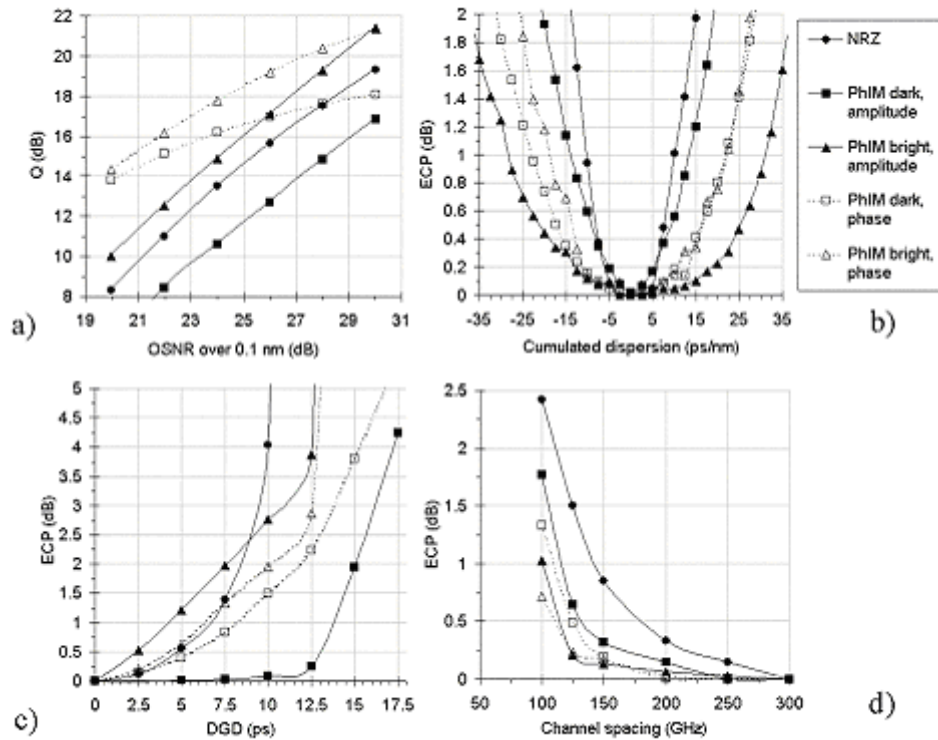 a)
22
20
18
16
14
12
10
8
Q (dB)
19 21 23 25 27 29 31
OSNR over 0.1 nm (dB)
2
1.8
1.6
1.4
1.2
1
0.8
0.6
0.4
0.2
0
ECP (dB)
-35 -25 -15 -5 5 15 25 35
Cumulated dispersion (ps/nm)
b)
NRZ
PhIM dark,
amplitude
PhIM bright,
amplitude
PhIM dark,
phase
PhIM bright,
phase
c)
5
4.5
4
3.5
3
2.5
2
1.5
1
0.5
0
ECP (dB)
0 2.5 5 7.5 10 12.5 15 17.5
DGD (ps)
2.5
2
1.5
1
0.5
0
ECP (dB)
50 100 150 200 250 300
Channel spacing (GHz)
d)